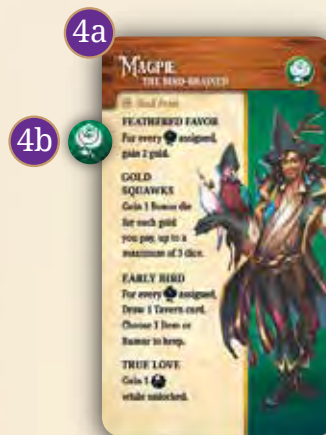 4a
MAGPIE
THE BIRD-BRAINED
4b
FEATHERED FAVOR
For every assigned,
gain 2 gold.
GOLD
SQUAWKS
Gain 1 Bonus die
for each gold
you pay, up to a
maximum of 3 dice.
EARLY BIRD
For every assigned,
Draw 1 Tavern card.
Choose 1 Item or
Rumor to keep.
TRUE LOVE
Gain 1
while unlocked.